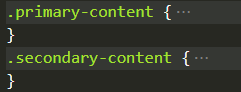 .primary-content {⋯
}
.secondary-content {⋯
}